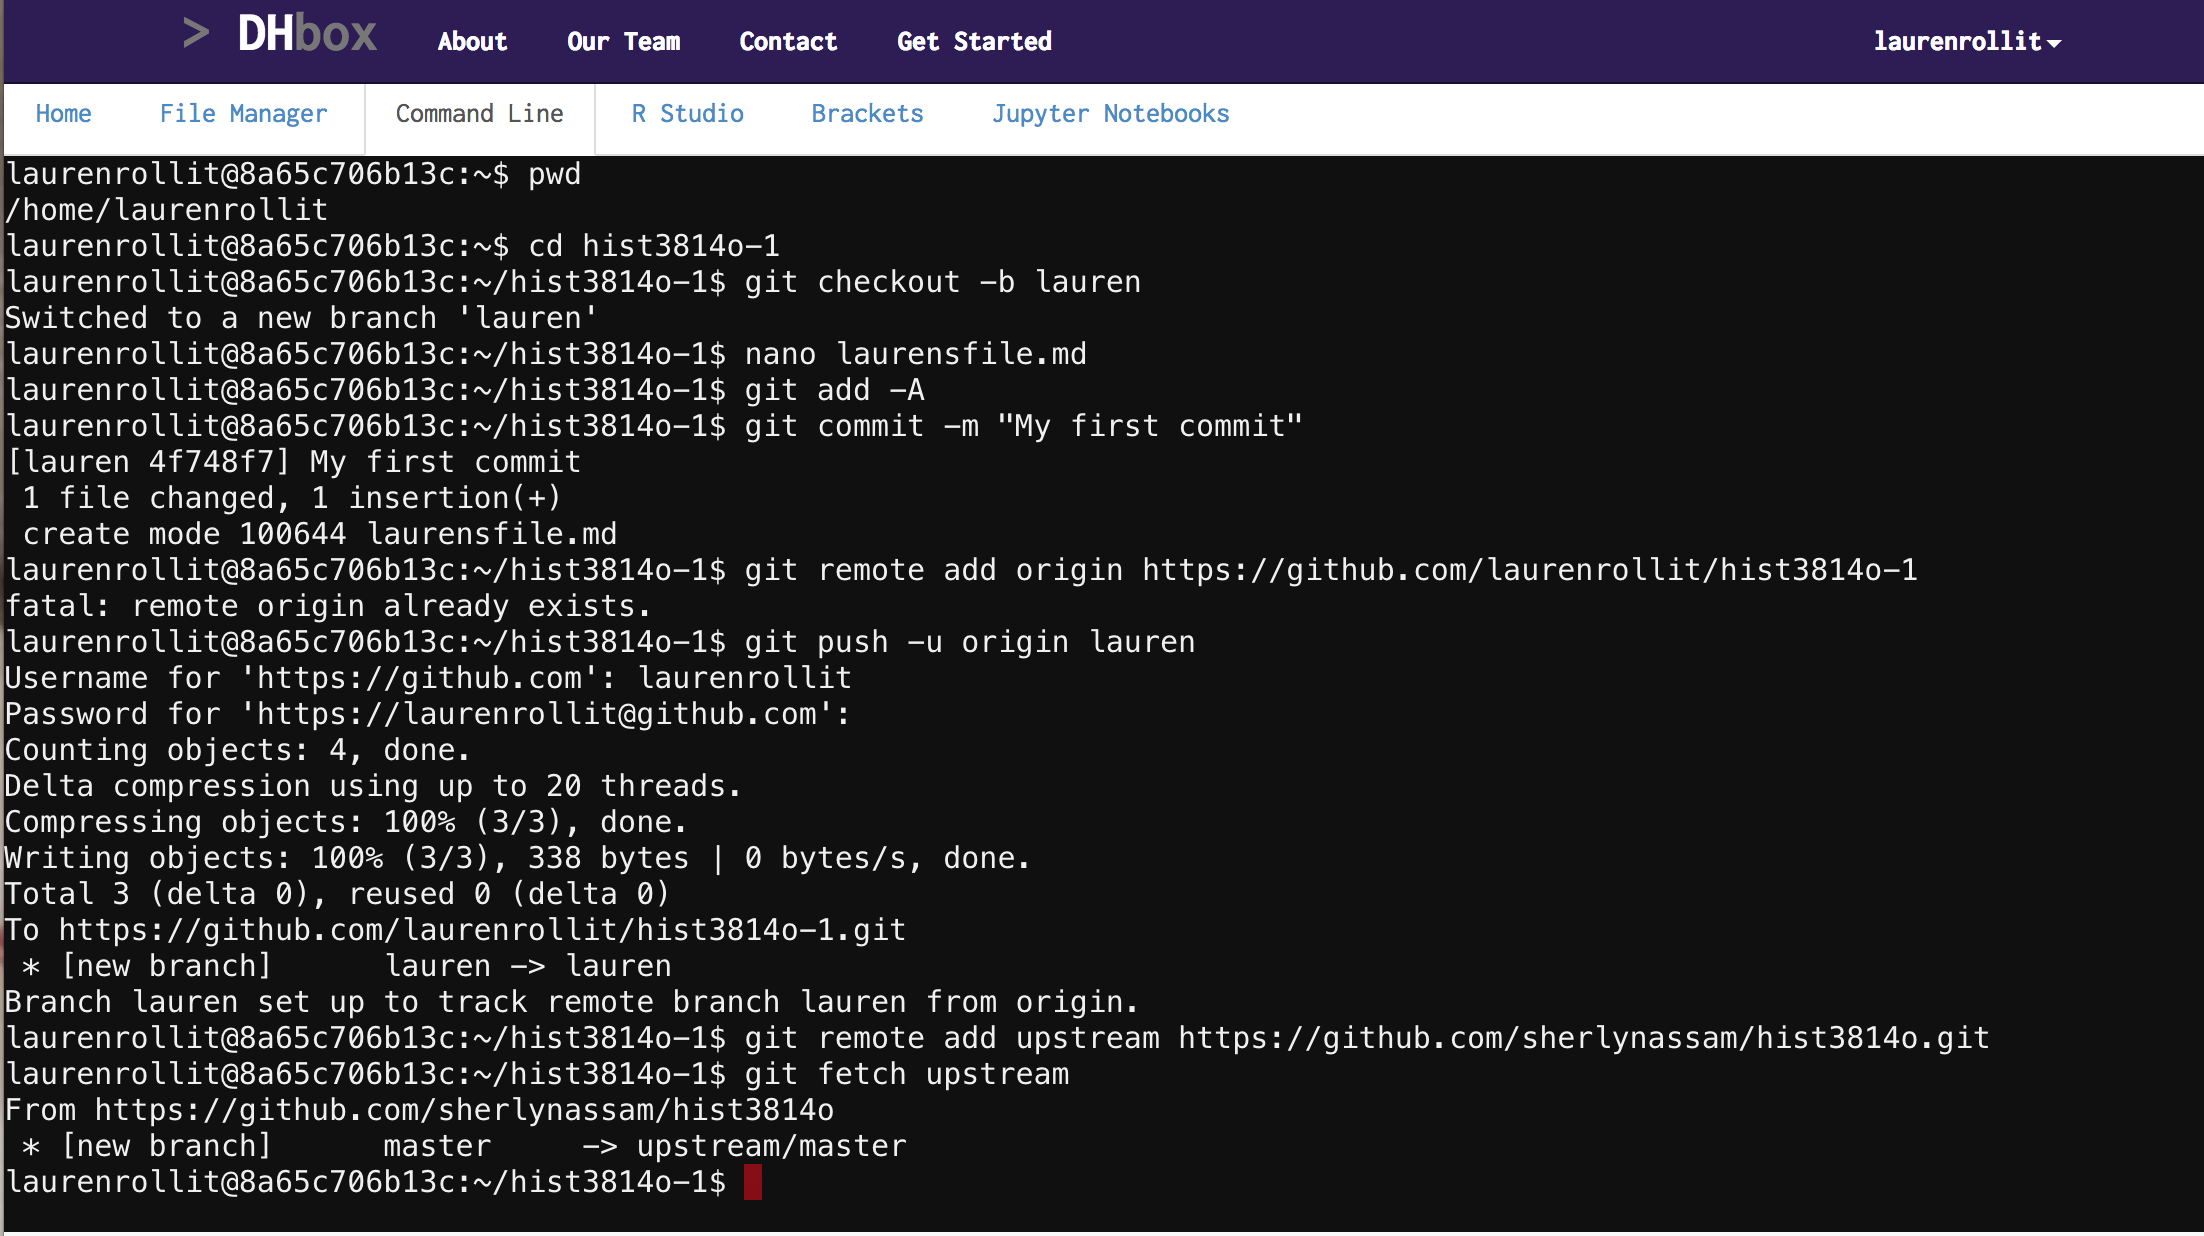 > DHbox About Our Team Contact Get Started laurenrollit
Home File Manager Command Line R Studio Brackets Jupyter Notebooks
laurenrollit@8a65c706b13c:~$ pwd
/home/laurenrollit
laurenrollit@8a65c706b13c:~$ cd hist3814o-1
laurenrollit@8a65c706b13c:~/hist3814o-1$ git checkout -b lauren
Switched to a new branch 'lauren'
laurenrollit@8a65c706b13c:~/hist3814o-1$ nano laurensfile.md
laurenrollit@8a65c706b13c:~/hist3814o-1$ git add -A
laurenrollit@8a65c706b13c:~/hist3814o-1$ git commit -m "My first commit"
[lauren 4f748f7] My first commit
 1 file changed, 1 insertion(+)
 create mode 100644 laurensfile.md
laurenrollit@8a65c706b13c:~/hist3814o-1$ git remote add origin https://github.com/laurenrollit/hist3814o-1
fatal: remote origin already exists.
laurenrollit@8a65c706b13c:~/hist3814o-1$ git push -u origin lauren
Username for 'https://github.com': laurenrollit
Password for 'https://laurenrollit@github.com':
Counting objects: 4, done.
Delta compression using up to 20 threads.
Compressing objects: 100% (3/3), done.
Writing objects: 100% (3/3), 338 bytes | 0 bytes/s, done.
Total 3 (delta 0), reused 0 (delta 0)
To https://github.com/laurenrollit/hist3814o-1.git
 * [new branch]      lauren -> lauren
Branch lauren set up to track remote branch lauren from origin.
laurenrollit@8a65c706b13c:~/hist3814o-1$ git remote add upstream https://github.com/sherlynassam/hist3814o.git
laurenrollit@8a65c706b13c:~/hist3814o-1$ git fetch upstream
From https://github.com/sherlynassam/hist3814o
 * [new branch]      master     -> upstream/master
laurenrollit@8a65c706b13c:~/hist3814o-1$